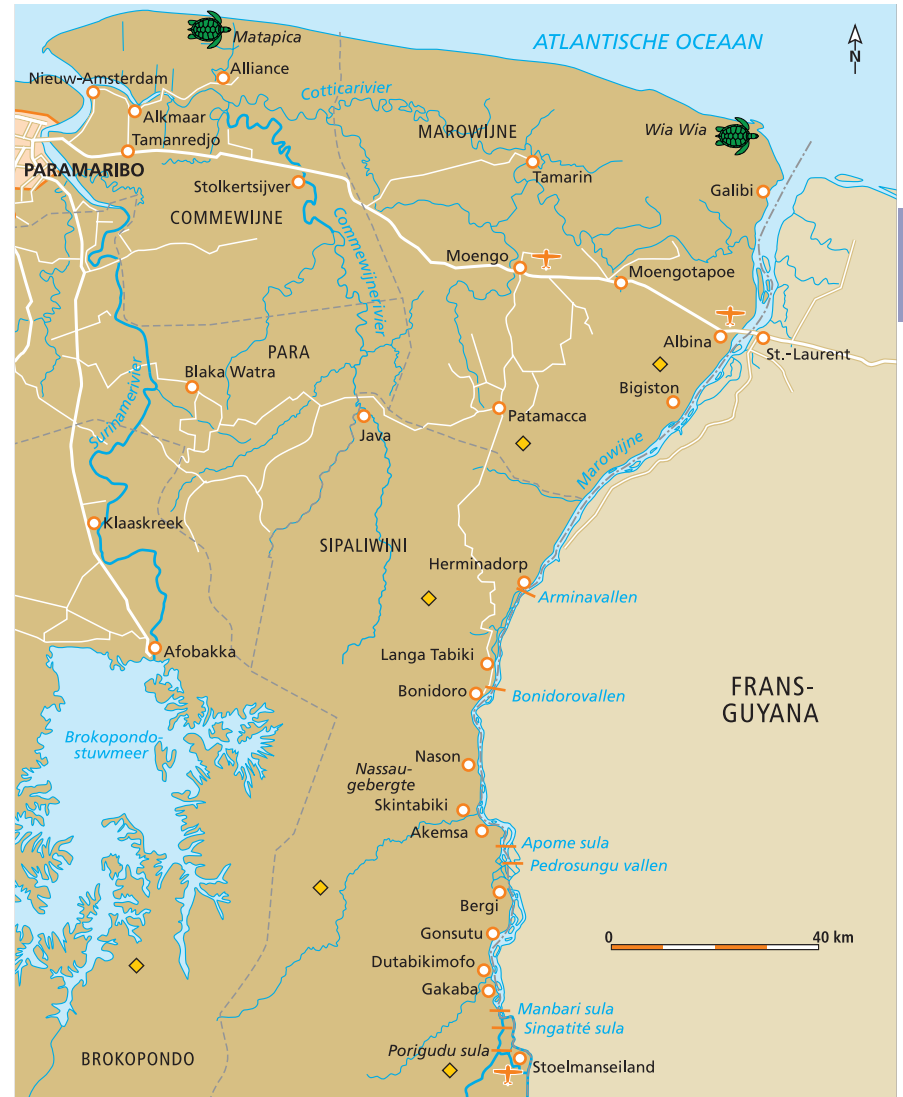 Matapica
ATLANTISCHE OCEAAN
N
Nieuw-Amsterdam
Alliance
Cotticarivier
Alkmaar
MAROWIJNE
Wia Wia
Tamanredjo
PARAMARIBO
Tamarin
Stolkertsijver
Galibi
COMMEWIJNE
Commewijnerivier
Moengo
Moengotapoe
Albina
St.-Laurent
PARA
Blaka Watra
Bigiston
Surinamerivier
Patamacca
Java
Marowijne
Klaaskreek
SIPALIWINI
Herminadorp
Arminavallen
Afobakka
Langa Tabiki
Bonidoro
Bonidorovallen
FRANS-
GUYANA
Brokopondo-
stuwmeer
Nason
Nassau-
gebergte
Skintabiki
Akemsa
Apome sula
Pedrosungu vallen
Bergi
Gonsutu
0 40 km
Dutabikimofo
Gakaba
Manbari sula
Singatité sula
Porigudu sula
BROKOPONDO
Stoelmanseiland